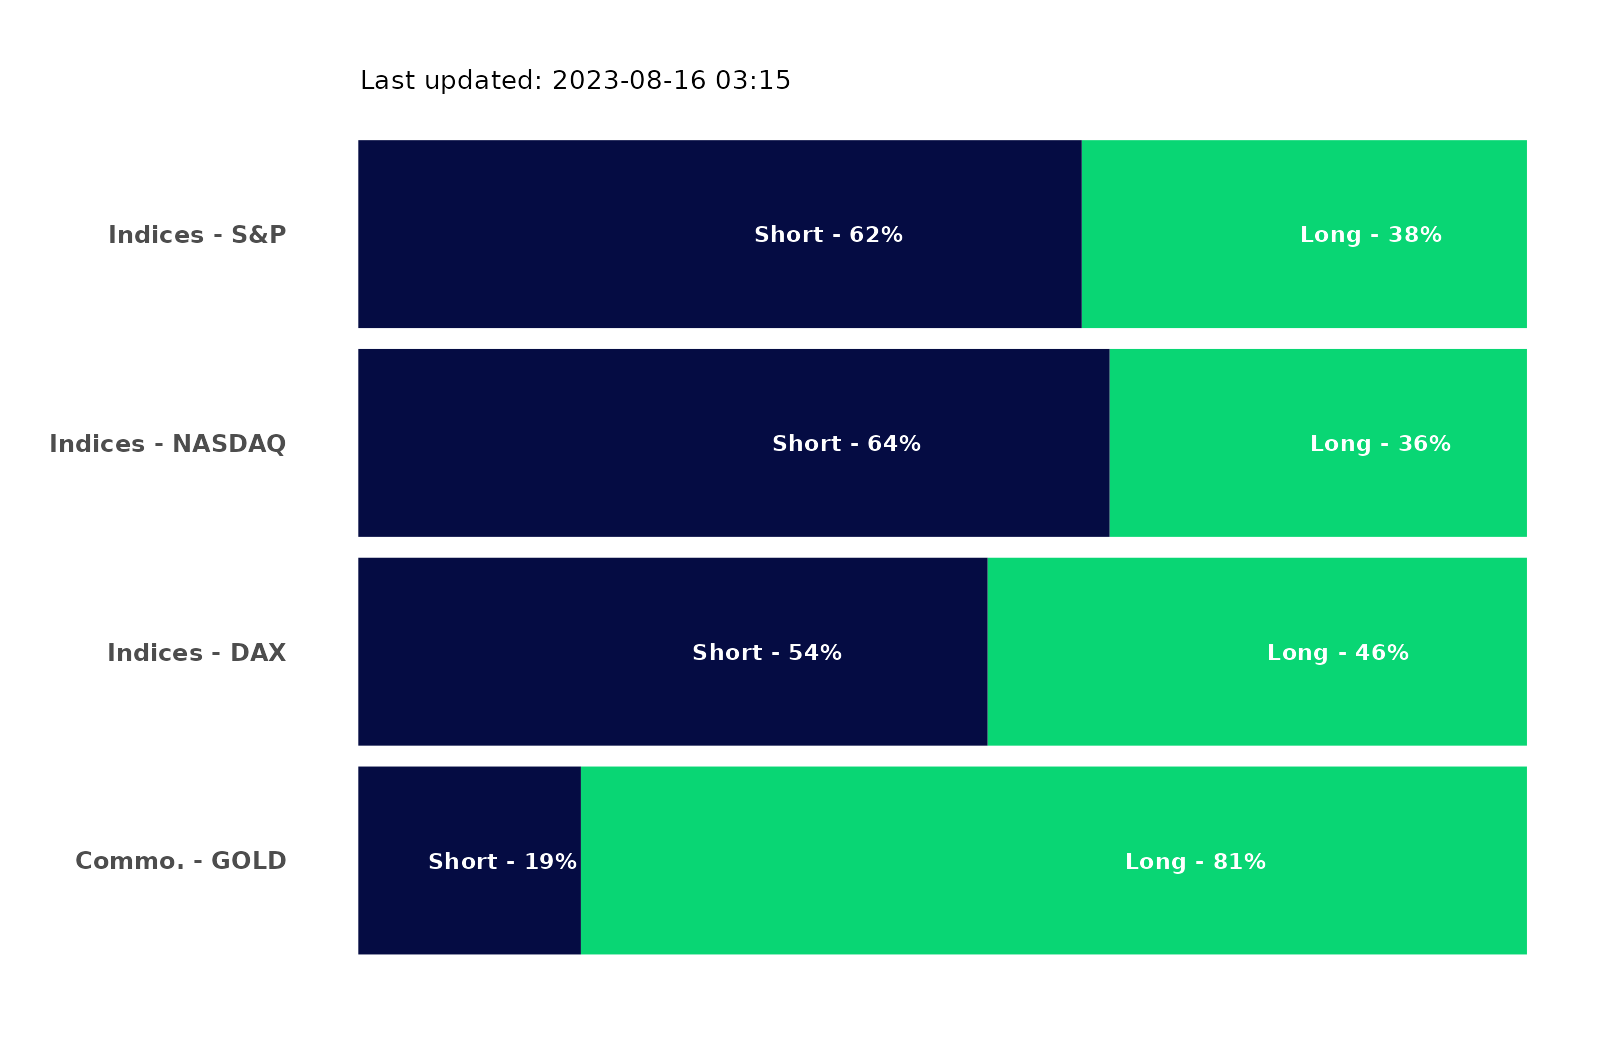 Last updated: 2023-08-16 03:15
Indices - S&P
Short - 62%
Long - 38%
Indices - NASDAQ
Short - 64%
Long - 36%
Indices - DAX
Short - 54%
Long - 46%
Commo. - GOLD
Short - 19%
Long - 81%